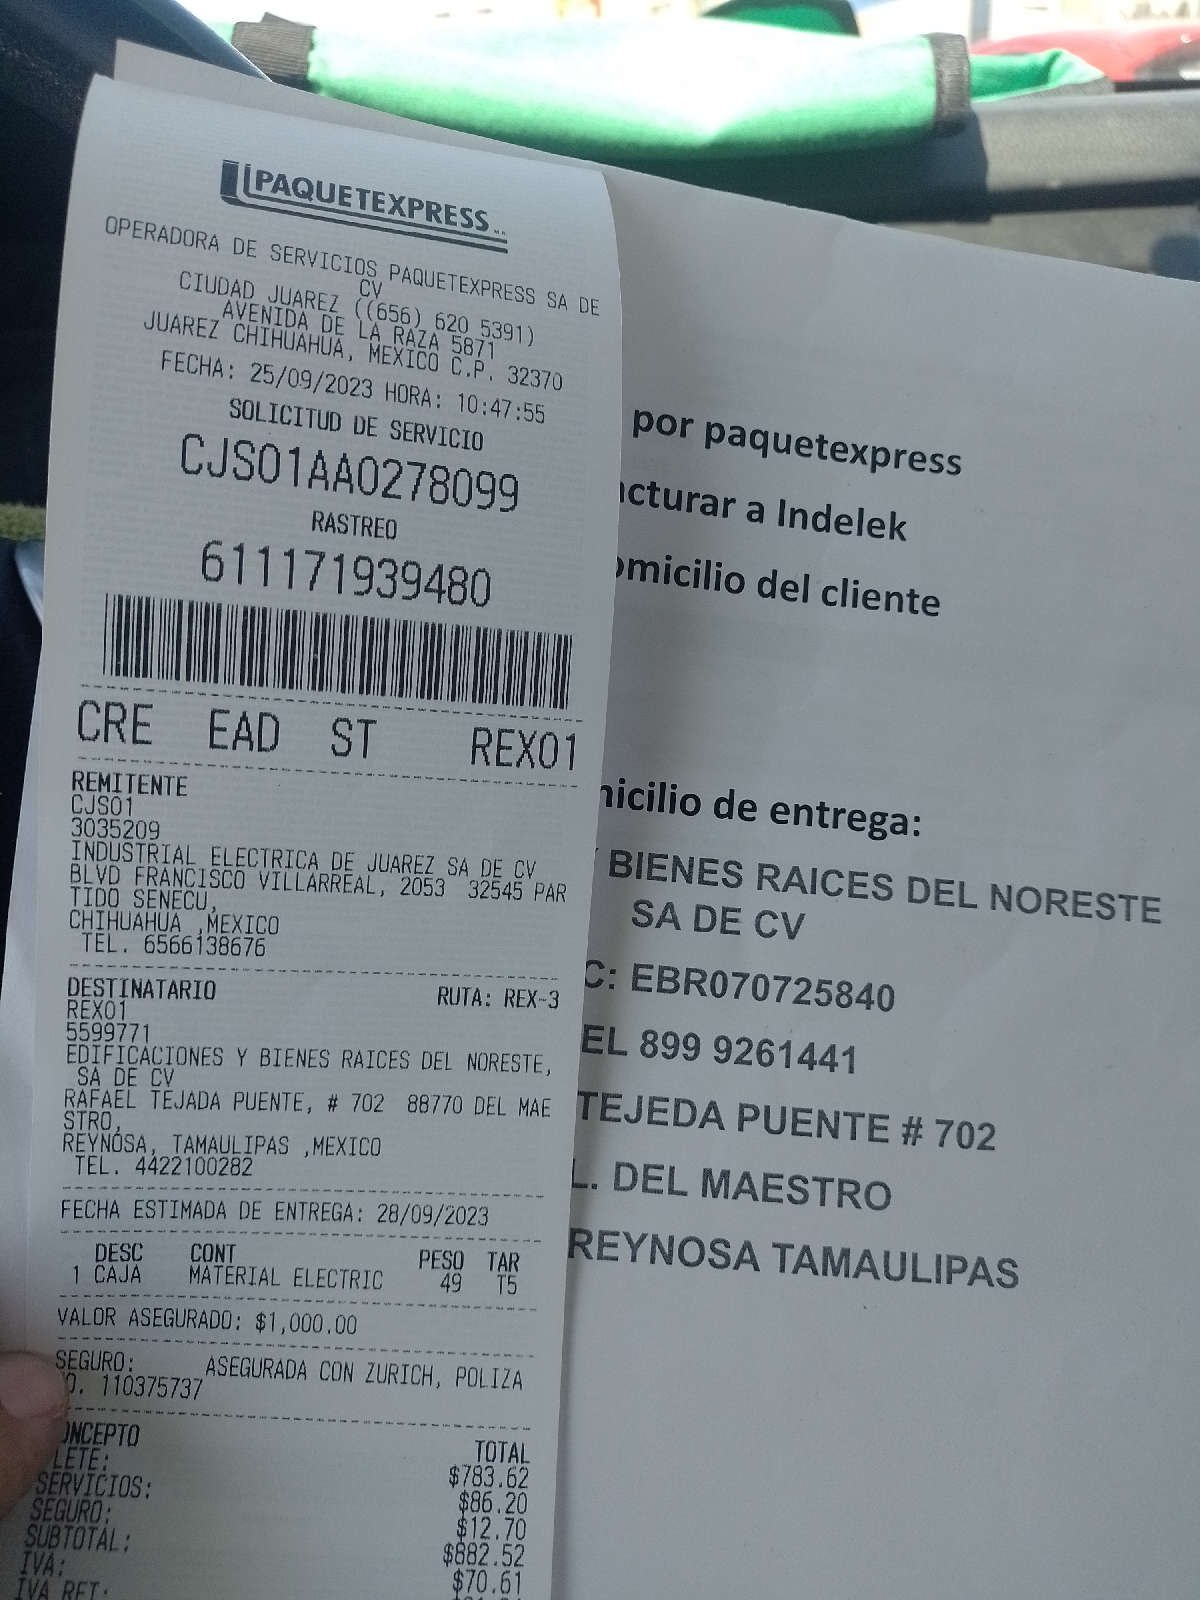 PAQUETEXPRESS
OPERADORA DE SERVICIOS PAQUETEXPRESS SA DE
CV
CIUDAD JUAREZ ((656) 620 5391)
AVENIDA DE LA RAZA 5871
JUAREZ CHIHUAHUA, MEXICO C.P. 32370
FECHA: 25/09/2023 HORA: 10:47:55
SOLICITUD DE SERVICIO
CJS01AA0278099
RASTREO
611171939480
CRE EAD ST REX01
REMITENTE
CJS01
3035209
INDUSTRIAL ELECTRICA DE JUAREZ SA DE CV
BLVD FRANCISCO VILLARREAL, 2053 32545 PAR
TIDO SENECU,
CHIHUAHUA ,MEXICO
TEL. 6566138676
DESTINATARIO RUTA: REX-3
REX01
5599771
EDIFICACIONES Y BIENES RAICES DEL NORESTE,
SA DE CV
RAFAEL TEJADA PUENTE, # 702 88770 DEL MAE
STRO,
REYNOSA, TAMAULIPAS ,MEXICO
TEL. 4422100282
FECHA ESTIMADA DE ENTREGA: 28/09/2023
DESC CONT PESO TAR
1 CAJA MATERIAL ELECTRIC 49 T5
VALOR ASEGURADO: $1,000.00
SEGURO: ASEGURADA CON ZURICH, POLIZA
O. 110375737
ONCEPTO TOTAL
LETE: $783.62
SERVICIOS: $86.20
SEGURO: $12.70
SUBTOTAL: $882.52
IVA: $70.61
IVA RET:
por paquetexpress
acturar a Indelek
omicilio del cliente
nicilio de entrega:
Y BIENES RAICES DEL NORESTE
SA DE CV
C: EBR070725840
EL 899 9261441
TEJEDA PUENTE # 702
L. DEL MAESTRO
REYNOSA TAMAULIPAS